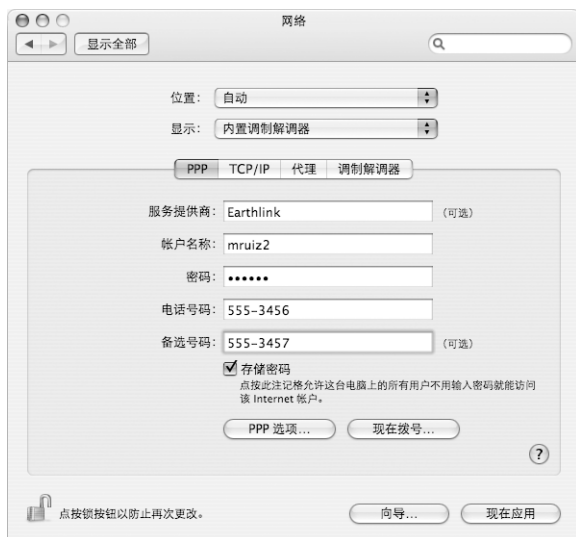 网络
显示全部
位置： 自动
显示： 内置调制解调器
PPP TCP/IP 代理 调制解调器
服务提供商： Earthlink （可选）
帐户名称： mruiz2
密码： ••••••
电话号码： 555-3456
备选号码： 555-3457 （可选）
存储密码
点按此注记格允许这台电脑上的所有用户不用输入密码就能访问
该 Internet 帐户。
PPP 选项... 现在拨号...
?
点按锁按钮以防止再次更改。 向导... 现在应用